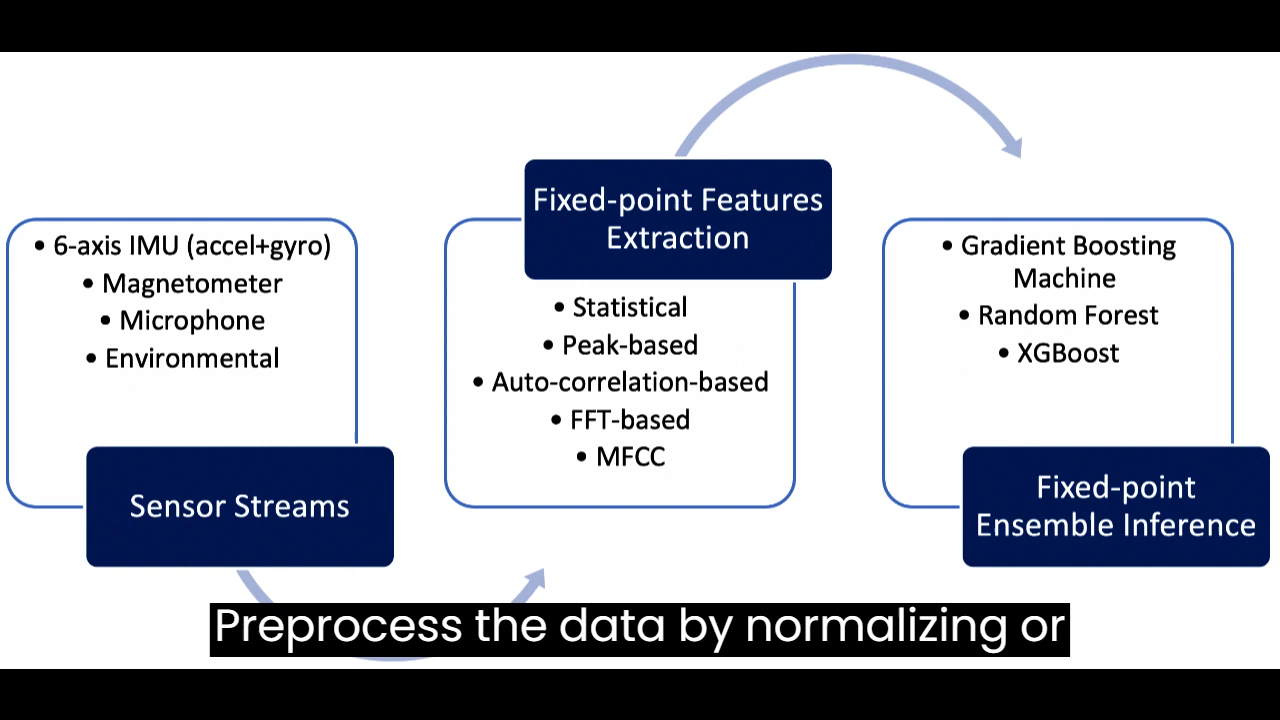 • 6-axis IMU (accel+gyro)
• Magnetometer
• Microphone
• Environmental
Sensor Streams
Fixed-point Features
Extraction
• Statistical
• Peak-based
• Auto-correlation-based
• FFT-based
• MFCC
• Gradient Boosting
Machine
• Random Forest
• XGBoost
Fixed-point
Ensemble Inference
Preprocess the data by normalizing or